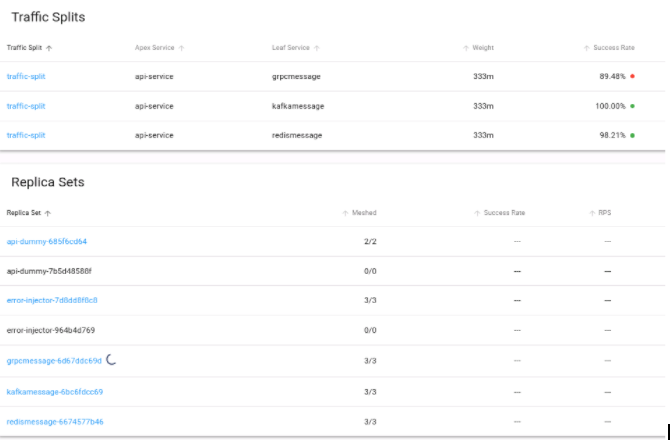 Traffic Splits
Traffic Split ↑ Apex Service ↑ Leaf Service ↑ ↑ Weight ↑ Success Rate
traffic-split api-service grpcmessage 333m 89.48%
traffic-split api-service kafkamessage 333m 100.00%
traffic-split api-service redismessage 333m 98.21%
Replica Sets
Replica Set ↑ ↑ Meshed ↑ Success Rate ↑ RPS
api-dummy-685f6cd64 2/2 --- ---
api-dummy-7b5d48588f 0/0 --- ---
error-injector-7d8dd8f8c8 3/3 --- ---
error-injector-964b4d769 0/0 --- ---
grpcmessage-6d67ddc69d 3/3 --- ---
kafkamessage-6bc6fdcc69 3/3 --- ---
redismessage-6674577b46 3/3 --- ---